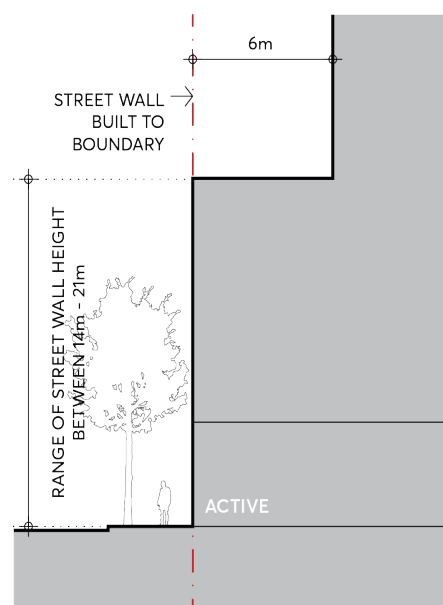 6m
STREET WALL
BUILT TO
BOUNDARY
RANGE OF STREET WALL HEIGHT
BETWEEN 14m - 21m
ACTIVE